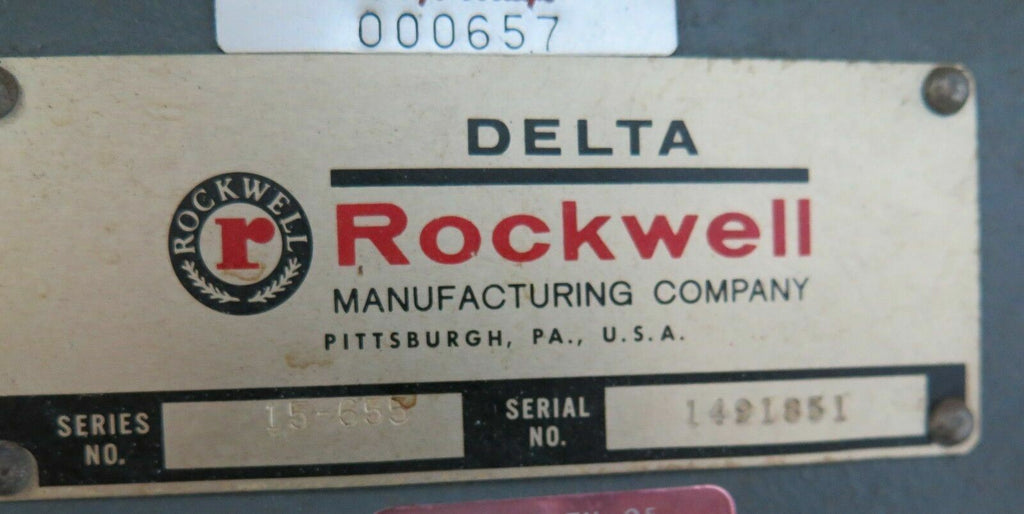 000657
DELTA
ROCKWELL
r
Rockwell
MANUFACTURING COMPANY
PITTSBURGH, PA., U.S.A.
SERIES NO.
15-655
SERIAL NO.
1491851